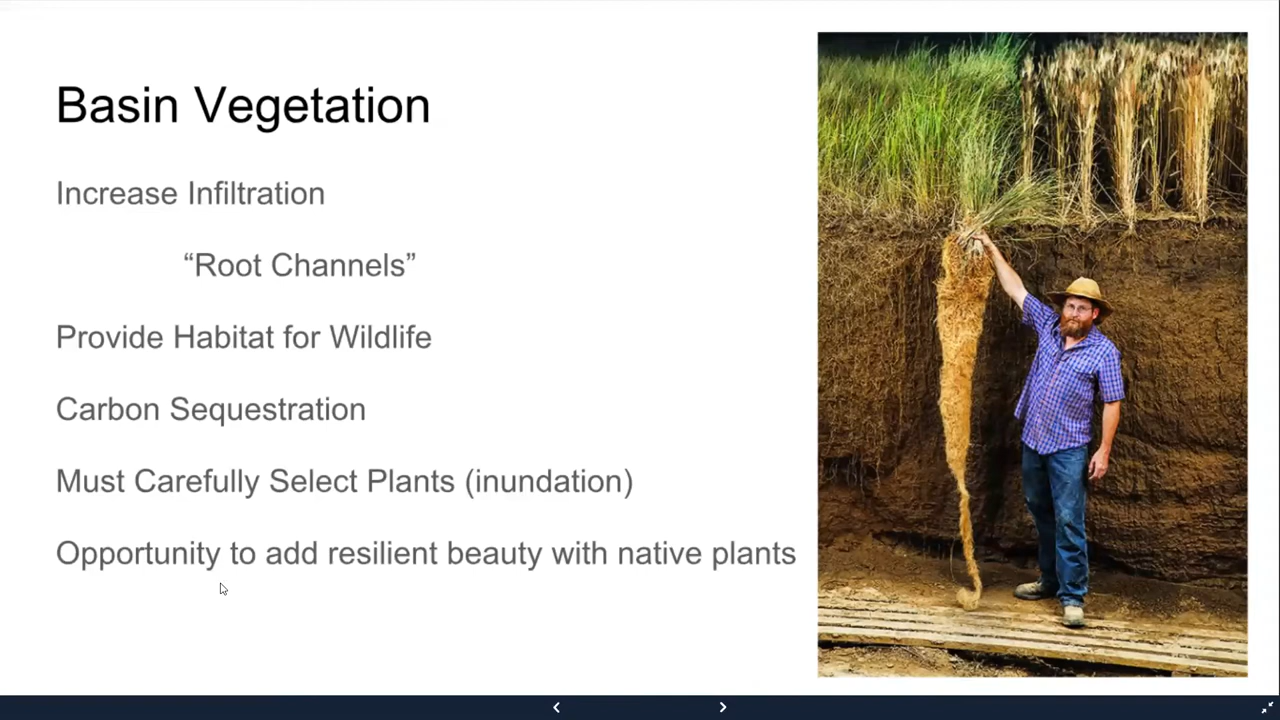 Basin Vegetation
Increase Infiltration
“Root Channels”
Provide Habitat for Wildlife
Carbon Sequestration
Must Carefully Select Plants (inundation)
Opportunity to add resilient beauty with native plants